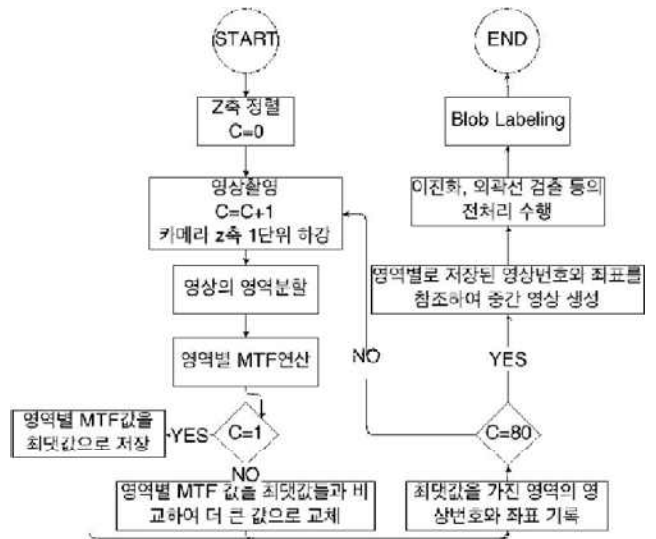 START
Z축 정렬
C=0
영상촬영
C=C+1
카메라 z축 1단위 하강
영상의 영역분할
영역별 MTF연산
C=1
YES
영역별 MTF값을
최댓값으로 저장
NO
영역별 MTF 값을 최댓값들과 비
교하여 더 큰 값으로 교체
최댓값을 가진 영역의 영
상번호와 좌표 기록
C=80
NO
YES
영역별로 저장된 영상번호와 좌표를
참조하여 중간 영상 생성
이진화, 외곽선 검출 등의
전처리 수행
Blob Labeling
END